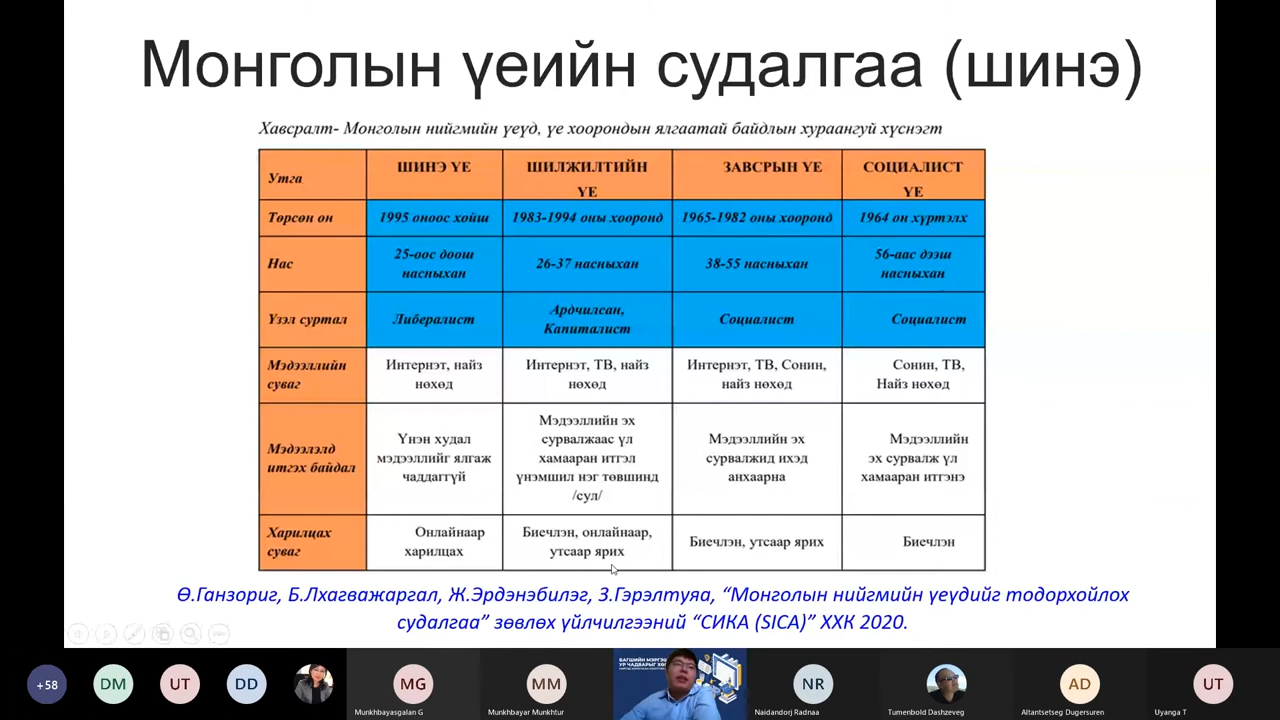 Монголын үеийн судалгаа (шинэ)
Хавсралт- Монголын нийгмийн үеүд, үе хоорондын ялгаатай байдлын хураангуй хүснэгт
Утга
ШИНЭ ҮЕ
ШИЛЖИЛТИЙН
ҮЕ
ЗАВСРЫН ҮЕ
СОЦИАЛИСТ
ҮЕ
Төрсөн он
1995 оноос хойш
1983-1994 оны хооронд
1965-1982 оны хооронд
1964 он хүртэлх
Нас
25-оос доош
насныхан
26-37 насныхан
38-55 насныхан
56-аас дээш
насныхан
Үзэл суртал
Либералист
Ардчилсан,
Капиталист
Социалист
Социалист
Мэдээллийн
суваг
Интернэт, найз
нөхөд
Интернэт, ТВ, найз
нөхөд
Интернэт, ТВ, Сонин,
найз нөхөд
Сонин, ТВ,
Найз нөхөд
Мэдээлэлд
итгэх байдал
Үнэн худал
мэдээллийг ялгаж
чаддаггүй
Мэдээллийн эх
сурвалжаас үл
хамааран итгэл
үнэмшил нэг төвшинд
/сул/
Мэдээллийн эх
сурвалжид ихэд
анхаарна
Мэдээллийн
эх сурвалж үл
хамааран итгэнэ
Харилцах
суваг
Онлайнаар
харилцах
Биечлэн, онлайнаар,
утсаар ярих
Биечлэн, утсаар ярих
Биечлэн
Ө.Ганзориг, Б.Лхагважаргал, Ж.Эрдэнэбилэг, З.Гэрэлтуяа, “Монголын нийгмийн үеүдийг тодорхойлох
судалгаа” зөвлөх үйлчилгээний “СИКА (SICA)” ХХК 2020.
+58
DM
UT
DD
MG
Munkhbayasgalan G
MM
Munkhbayar Munkhtur
NR
Naidandorj Radnaa
Tumenbold Dashzeveg
AD
Altantsetseg Dugersuren
UT
Uyanga T